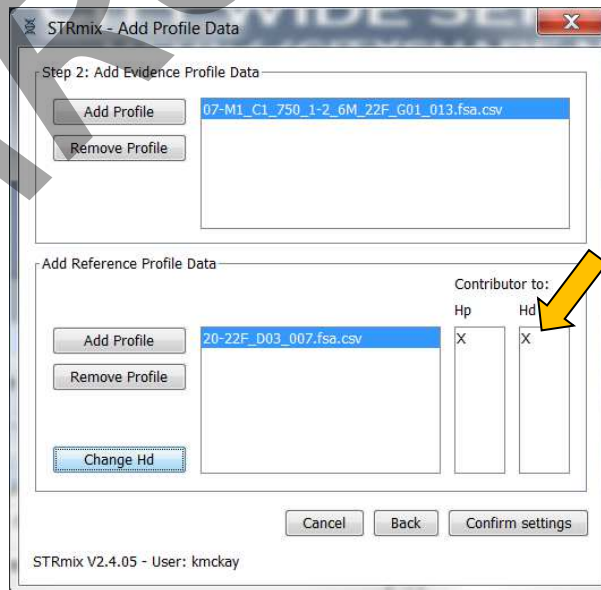 STRmix - Add Profile Data
X
Step 2: Add Evidence Profile Data
Add Profile
07-M1_C1_750_1-2_6M_22F_G01_013.fsa.csv
Remove Profile
Add Reference Profile Data
Contributor to:
Hp Hd
Add Profile
20-22F_D03_007.fsa.csv
X X
Remove Profile
Change Hd
Cancel Back Confirm settings
STRmix V2.4.05 - User: kmckay